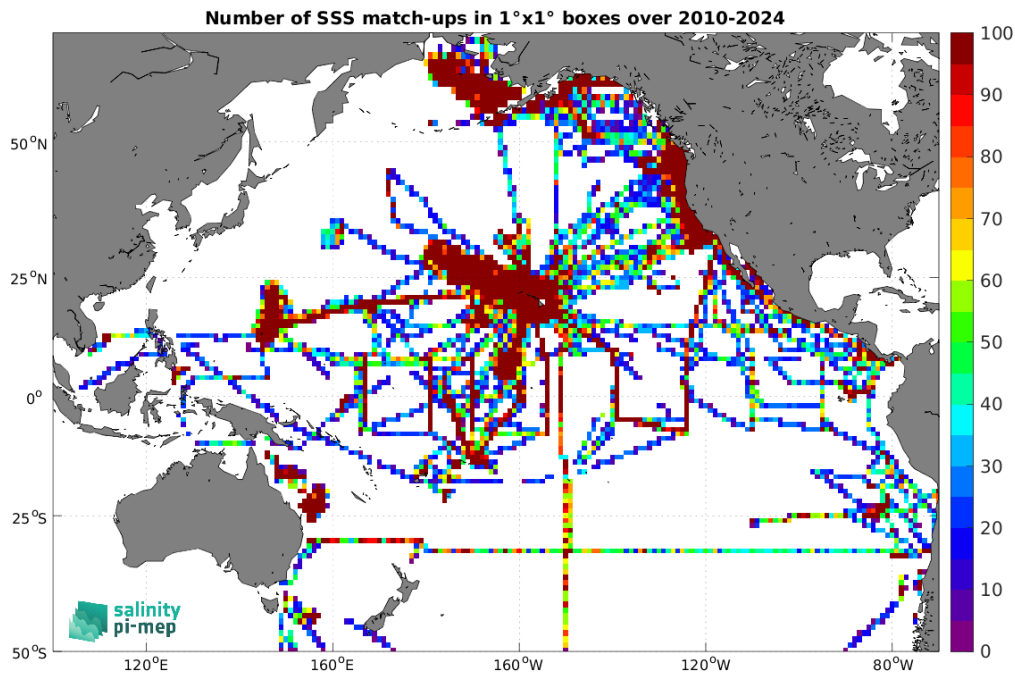 Number of SSS match-ups in 1°x1° boxes over 2010-2024
50°N
25°N
0°
25°S
50°S
120°E
160°E
160°W
120°W
80°W
100
90
80
70
60
50
40
30
20
10
0
salinity
pi-mep